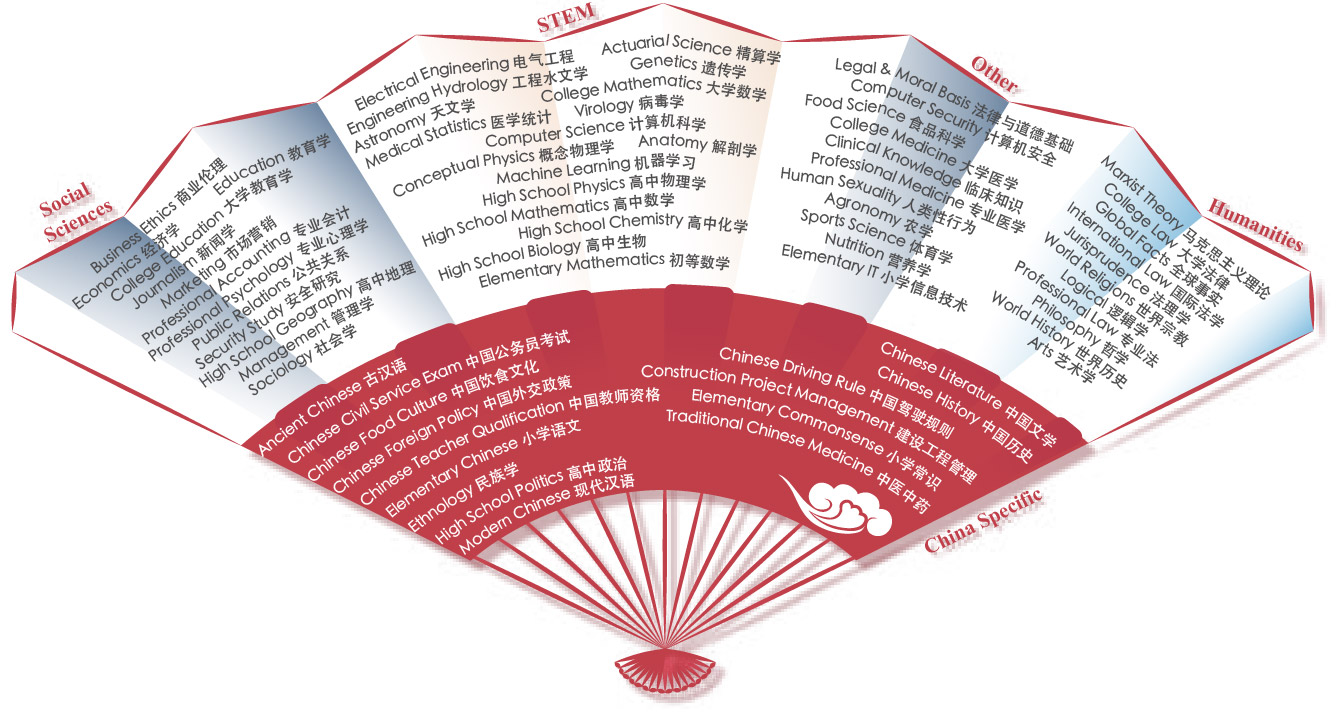 Social
Sciences
Business Ethics 商业伦理
Education 教育学
Economics 经济学
College Education 大学教育学
Journalism 新闻学
Marketing 市场营销
Professional Accounting 专业会计
Professional Psychology 专业心理学
Public Relations 公共关系
Security Study 安全研究
High School Geography 高中地理
Management 管理学
Sociology 社会学
STEM
Electrical Engineering 电气工程
Actuarial Science 精算学
Engineering Hydrology 工程水文学
Genetics 遗传学
Astronomy 天文学
College Mathematics 大学数学
Medical Statistics 医学统计
Virology 病毒学
Computer Science 计算机科学
Conceptual Physics 概念物理学
Anatomy 解剖学
Machine Learning 机器学习
High School Physics 高中物理学
High School Mathematics 高中数学
High School Chemistry 高中化学
High School Biology 高中生物
Elementary Mathematics 初等数学
Other
Legal & Moral Basis 法律与道德基础
Computer Security 计算机安全
Food Science 食品科学
College Medicine 大学医学
Clinical Knowledge 临床知识
Professional Medicine 专业医学
Human Sexuality 人类性行为
Agronomy 农学
Sports Science 体育学
Nutrition 营养学
Elementary IT 小学信息技术
Humanities
Marxist Theory 马克思主义理论
College Law 大学法律
Global Facts 全球事实
International Law 国际法学
Jurisprudence 法理学
World Religions 世界宗教
Logical 逻辑学
Professional Law 专业法
Philosophy 哲学
World History 世界历史
Arts 艺术学
Ancient Chinese 古汉语
Chinese Civil Service Exam 中国公务员考试
Chinese Food Culture 中国饮食文化
Chinese Foreign Policy 中国外交政策
Chinese Teacher Qualification 中国教师资格
Elementary Chinese 小学语文
Ethnology 民族学
High School Politics 高中政治
Modern Chinese 现代汉语
Chinese Literature 中国文学
Chinese History 中国历史
Chinese Driving Rule 中国驾驶规则
Construction Project Management 建设工程管理
Elementary Commonsense 小学常识
Traditional Chinese Medicine 中医中药
China Specific